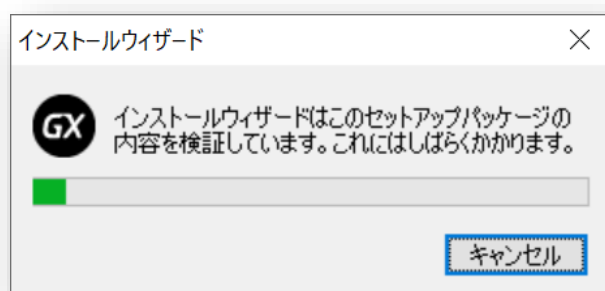 インストールウィザード
GX
インストールウィザードはこのセットアップパッケージの
内容を検証しています。これにはしばらくかかります。
キャンセル